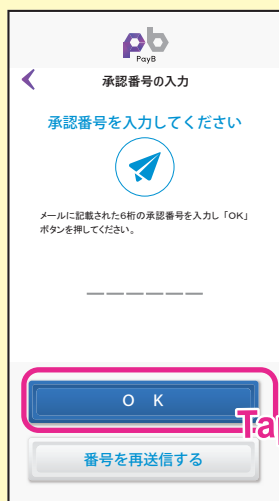 pb
PayB
承認番号の入力
承認番号を入力してください
メールに記載された6桁の承認番号を入力し「OK」
ボタンを押してください。
O K
Tap
番号を再送信する